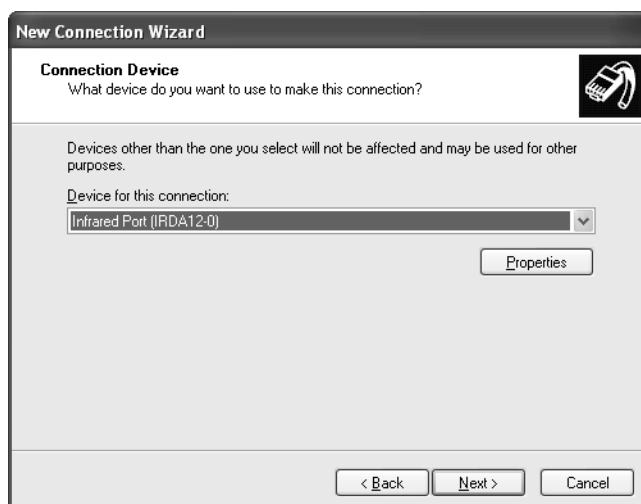 New Connection Wizard
Connection Device
What device do you want to use to make this connection?
Devices other than the one you select will not be affected and may be used for other
purposes.
Device for this connection:
Infrared Port (IRDA12-0)
Properties
< Back
Next >
Cancel